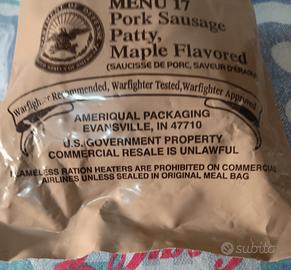 MENU 17
Pork Sausage
Patty,
Maple Flavored
(SAUCISSE DE PORC, SAVEUR D'ÉRABLE)
Warfighter Recommended, Warfighter Tested, Warfighter Approved
AMERIQUAL PACKAGING
EVANSVILLE, IN 47710
U.S. GOVERNMENT PROPERTY
COMMERCIAL RESALE IS UNLAWFUL
FLAMELESS RATION HEATERS ARE PROHIBITED ON COMMERCIAL
AIRLINES UNLESS SEALED IN ORIGINAL MEAL BAG
subito